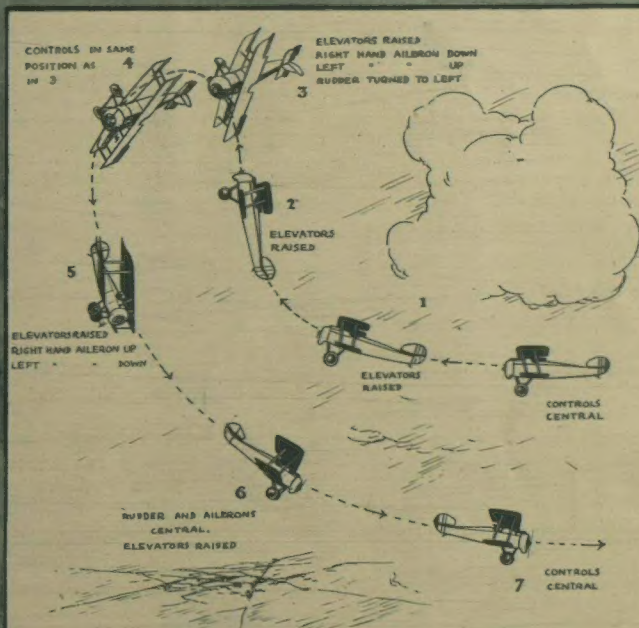 CONTROLS IN SAME
POSITION AS
IN 3
4
ELEVATORS RAISED
RIGHT HAND AILERON DOWN
LEFT " " UP
RUDDER TURNED TO LEFT
3
2
ELEVATORS
RAISED
1
ELEVATORS
RAISED
CONTROLS
CENTRAL
5
ELEVATORS RAISED
RIGHT HAND AILERON UP
LEFT - - DOWN
6
RUDDER AND AILERONS
CENTRAL.
ELEVATORS RAISED
7
CONTROLS
CENTRAL